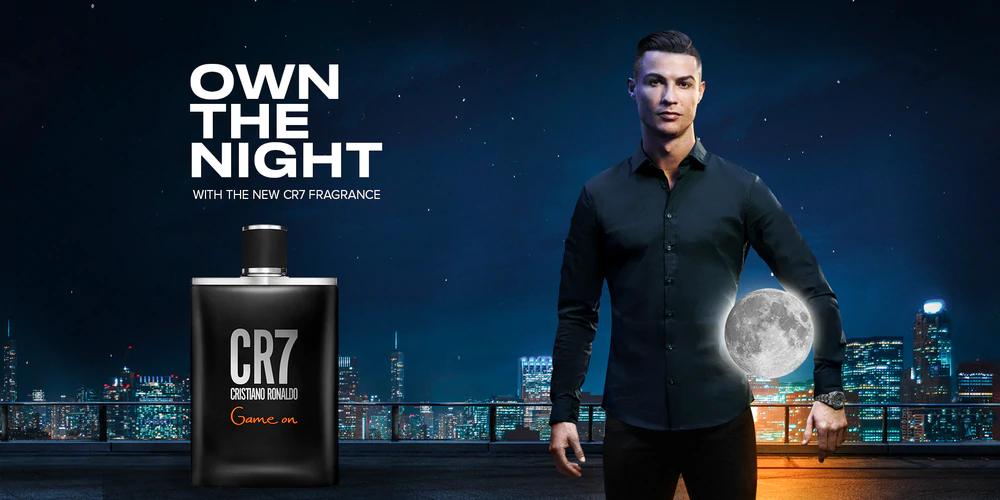 OWN
THE
NIGHT
WITH THE NEW CR7 FRAGRANCE
CR7
CRISTIANO RONALDO
Game on